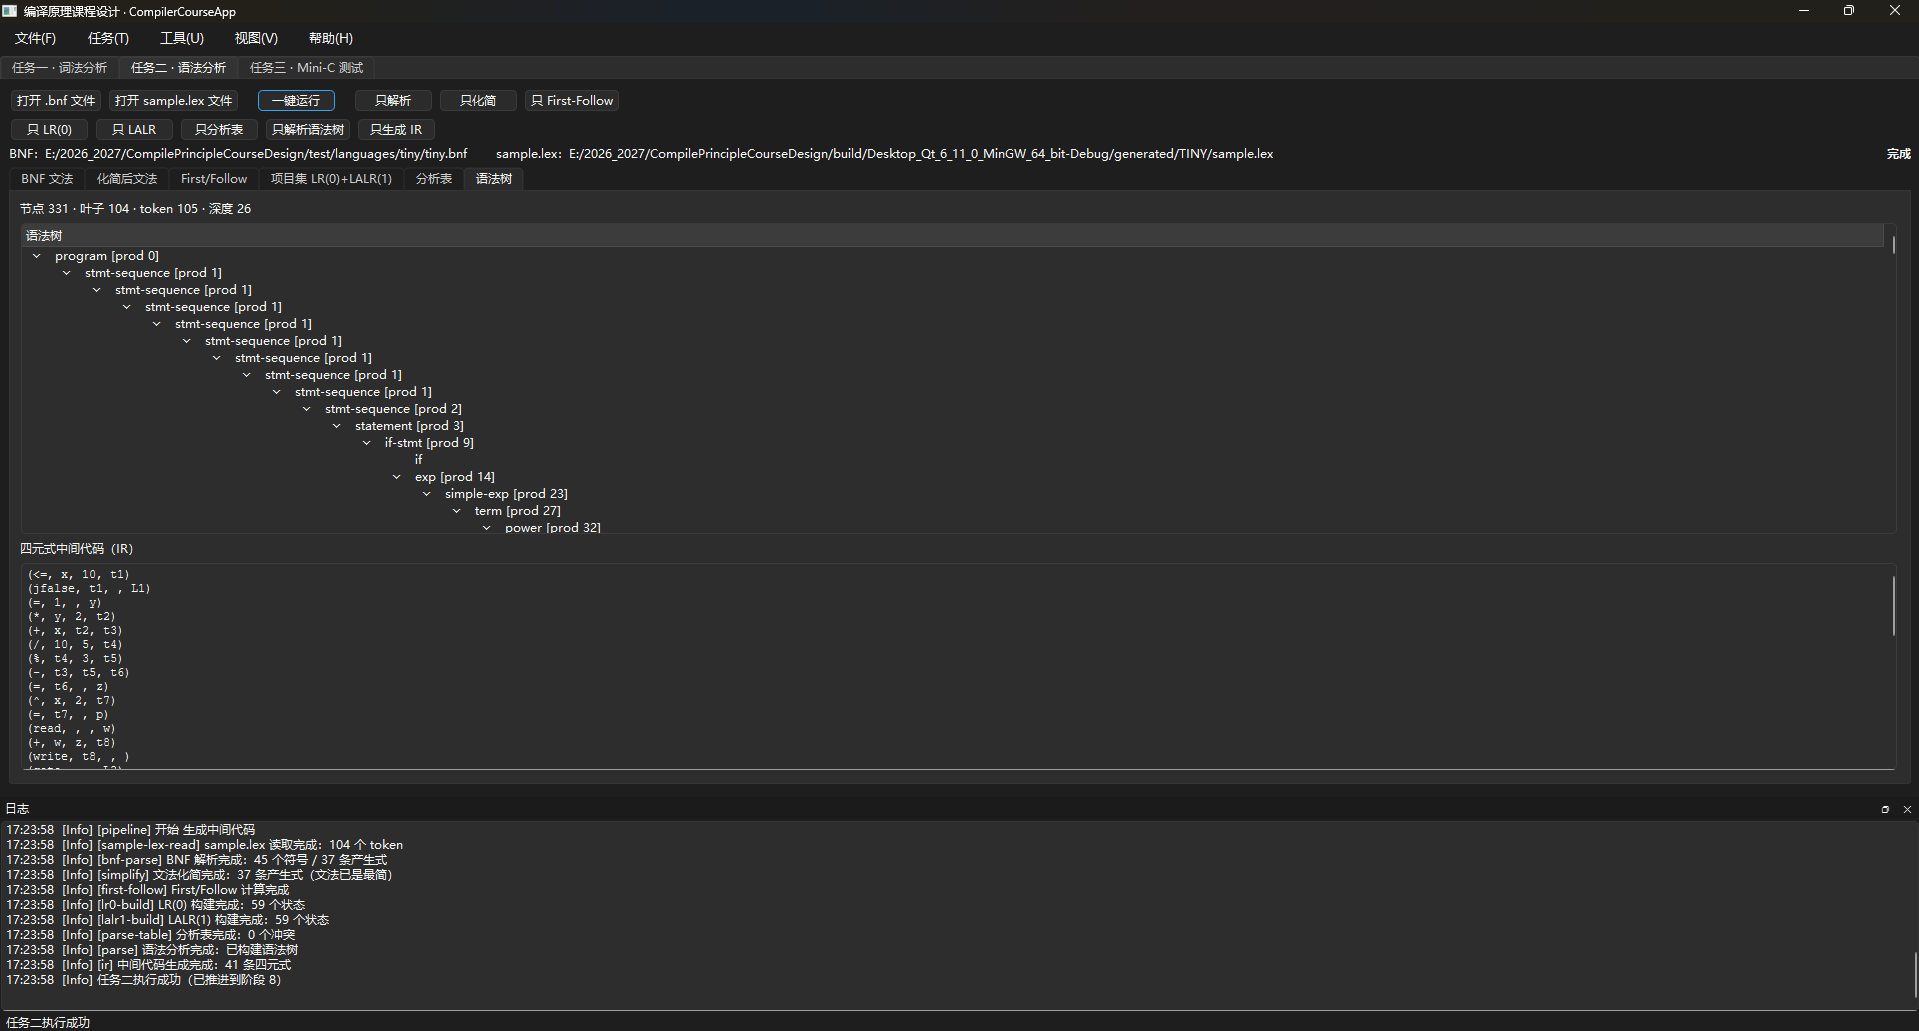 编译原理课程设计 · CompilerCourseApp
文件(F) 任务(T) 工具(U) 视图(V) 帮助(H)
任务一 · 词法分析 任务二 · 语法分析 任务三 · Mini-C 测试
打开 .bnf 文件 打开 sample.lex 文件 一键运行 只解析 只化简 只 First-Follow
只 LR(0) 只 LALR 只分析表 只解析语法树 只生成 IR
BNF: E:/2026_2027/CompilePrincipleCourseDesign/test/languages/tiny/tiny.bnf sample.lex: E:/2026_2027/CompilePrincipleCourseDesign/build/Desktop_Qt_6_11_0_MinGW_64_bit-Debug/generated/TINY/sample.lex 完成
BNF 文法 化简后文法 First/Follow 项目集 LR(0)+LALR(1) 分析表 语法树
节点 331 · 叶子 104 · token 105 · 深度 26
语法树
program [prod 0]
stmt-sequence [prod 1]
stmt-sequence [prod 1]
stmt-sequence [prod 1]
stmt-sequence [prod 1]
stmt-sequence [prod 1]
stmt-sequence [prod 1]
stmt-sequence [prod 1]
stmt-sequence [prod 1]
stmt-sequence [prod 2]
statement [prod 3]
if-stmt [prod 9]
if
exp [prod 14]
simple-exp [prod 23]
term [prod 27]
power [prod 32]
四元式中间代码 (IR)
(<=, x, 10, t1)
(jfalse, t1, , L1)
(=, 1, , y)
(*, y, 2, t2)
(+, x, t2, t3)
(/, 10, 5, t4)
(%, t4, 3, t5)
(-, t3, t5, t6)
(=, t6, , z)
(^, x, 2, t7)
(=, t7, , p)
(read, , , w)
(+, w, z, t8)
(write, t8, , )
日志
17:23:58 [Info] [pipeline] 开始 生成中间代码
17:23:58 [Info] [sample-lex-read] sample.lex 读取完成：104 个 token
17:23:58 [Info] [bnf-parse] BNF 解析完成：45 个符号 / 37 条产生式
17:23:58 [Info] [simplify] 文法化简完成：37 条产生式（文法已是最简）
17:23:58 [Info] [first-follow] First/Follow 计算完成
17:23:58 [Info] [lr0-build] LR(0) 构建完成：59 个状态
17:23:58 [Info] [lalr1-build] LALR(1) 构建完成：59 个状态
17:23:58 [Info] [parse-table] 分析表完成：0 个冲突
17:23:58 [Info] [parse] 语法分析完成：已构建语法树
17:23:58 [Info] [ir] 中间代码生成完成：41 条四元式
17:23:58 [Info] 任务二执行成功（已推进到阶段 8）
任务二执行成功